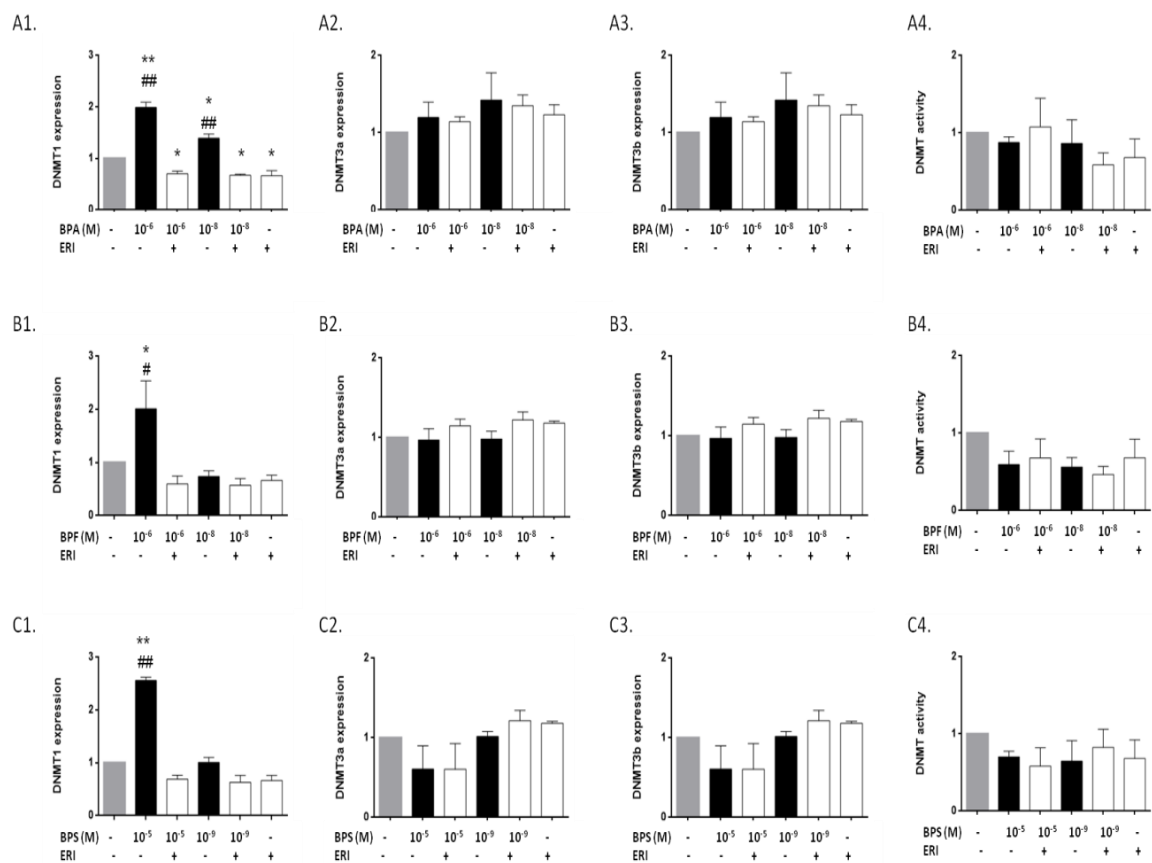 A1. A2. A3. A4.
DNMT1 expression
3
2
1
0
** ## * * ## * *
DNMT3a expression
2
1
0
DNMT3b expression
2
1
0
DNMT activity
2
1
0
BPA (M) - 10⁻⁶ 10⁻⁶ 10⁻⁸ 10⁻⁸ - BPA (M) - 10⁻⁶ 10⁻⁶ 10⁻⁸ 10⁻⁸ - BPA (M) - 10⁻⁶ 10⁻⁶ 10⁻⁸ 10⁻⁸ - BPA (M) - 10⁻⁶ 10⁻⁶ 10⁻⁸ 10⁻⁸ -
ERI - - + - + + ERI - - + - + + ERI - - + - + + ERI - - + - + +
B1. B2. B3. B4.
DNMT1 expression
3
2
1
0
* #
DNMT3a expression
2
1
0
DNMT3b expression
2
1
0
DNMT activity
2
1
0
BPF (M) - 10⁻⁶ 10⁻⁶ 10⁻⁸ 10⁻⁸ - BPF (M) - 10⁻⁶ 10⁻⁶ 10⁻⁸ 10⁻⁸ - BPF (M) - 10⁻⁶ 10⁻⁶ 10⁻⁸ 10⁻⁸ - BPF (M) - 10⁻⁶ 10⁻⁶ 10⁻⁸ 10⁻⁸ -
ERI - - + - + + ERI - - + - + + ERI - - + - + + ERI - - + - + +
C1. C2. C3. C4.
DNMT1 expression
3
2
1
0
** ##
DNMT3a expression
2
1
0
DNMT3b expression
2
1
0
DNMT activity
2
1
0
BPS (M) - 10⁻⁵ 10⁻⁵ 10⁻⁹ 10⁻⁹ - BPS (M) - 10⁻⁵ 10⁻⁵ 10⁻⁹ 10⁻⁹ - BPS (M) - 10⁻⁵ 10⁻⁵ 10⁻⁹ 10⁻⁹ - BPS (M) - 10⁻⁵ 10⁻⁵ 10⁻⁹ 10⁻⁹ -
ERI - - + - + + ERI - - + - + + ERI - - + - + + ERI - - + - + +